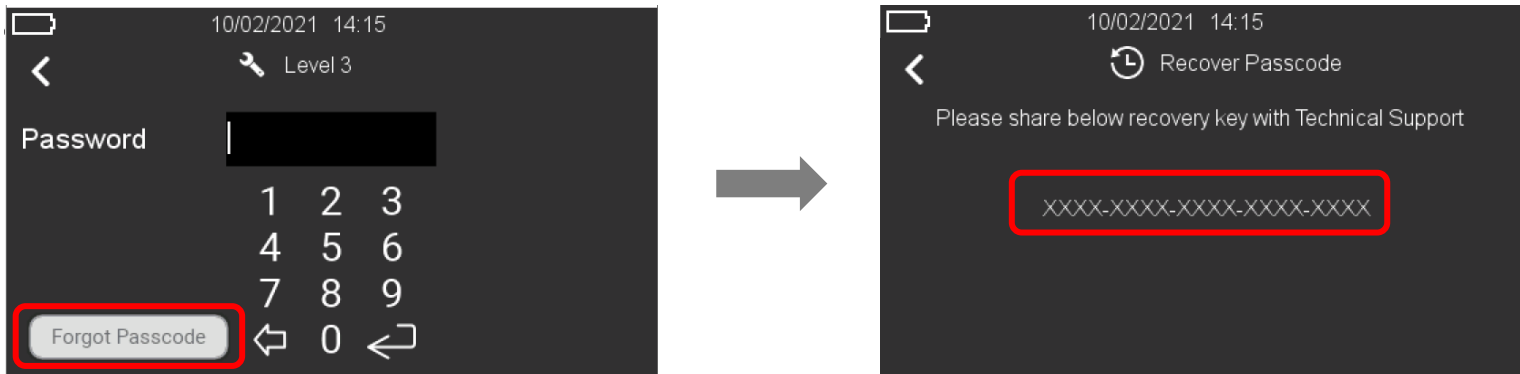 10/02/2021 14:15
Level 3
Password
1 2 3
4 5 6
7 8 9
Forgot Passcode 0
10/02/2021 14:15
Recover Passcode
Please share below recovery key with Technical Support
XXXX-XXXX-XXXX-XXXX-XXXX